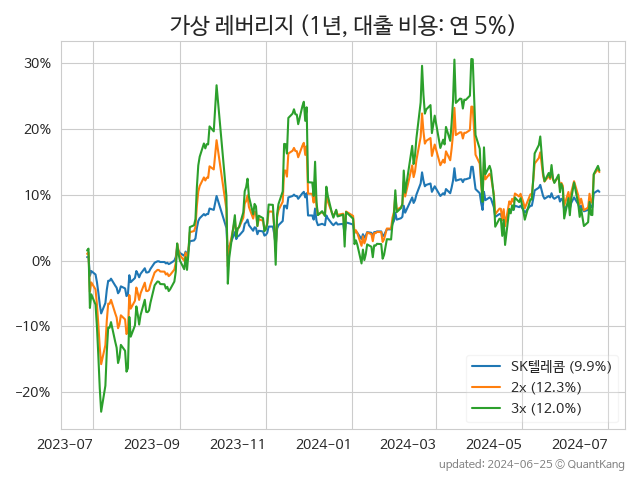 가상 레버리지 (1년, 대출 비용: 연 5%)
30%
20%
10%
0%
−10%
−20%
SK텔레콤 (9.9%)
2x (12.3%)
3x (12.0%)
2023-07 2023-09 2023-11 2024-01 2024-03 2024-05 2024-07
updated: 2024-06-25 © QuantKang